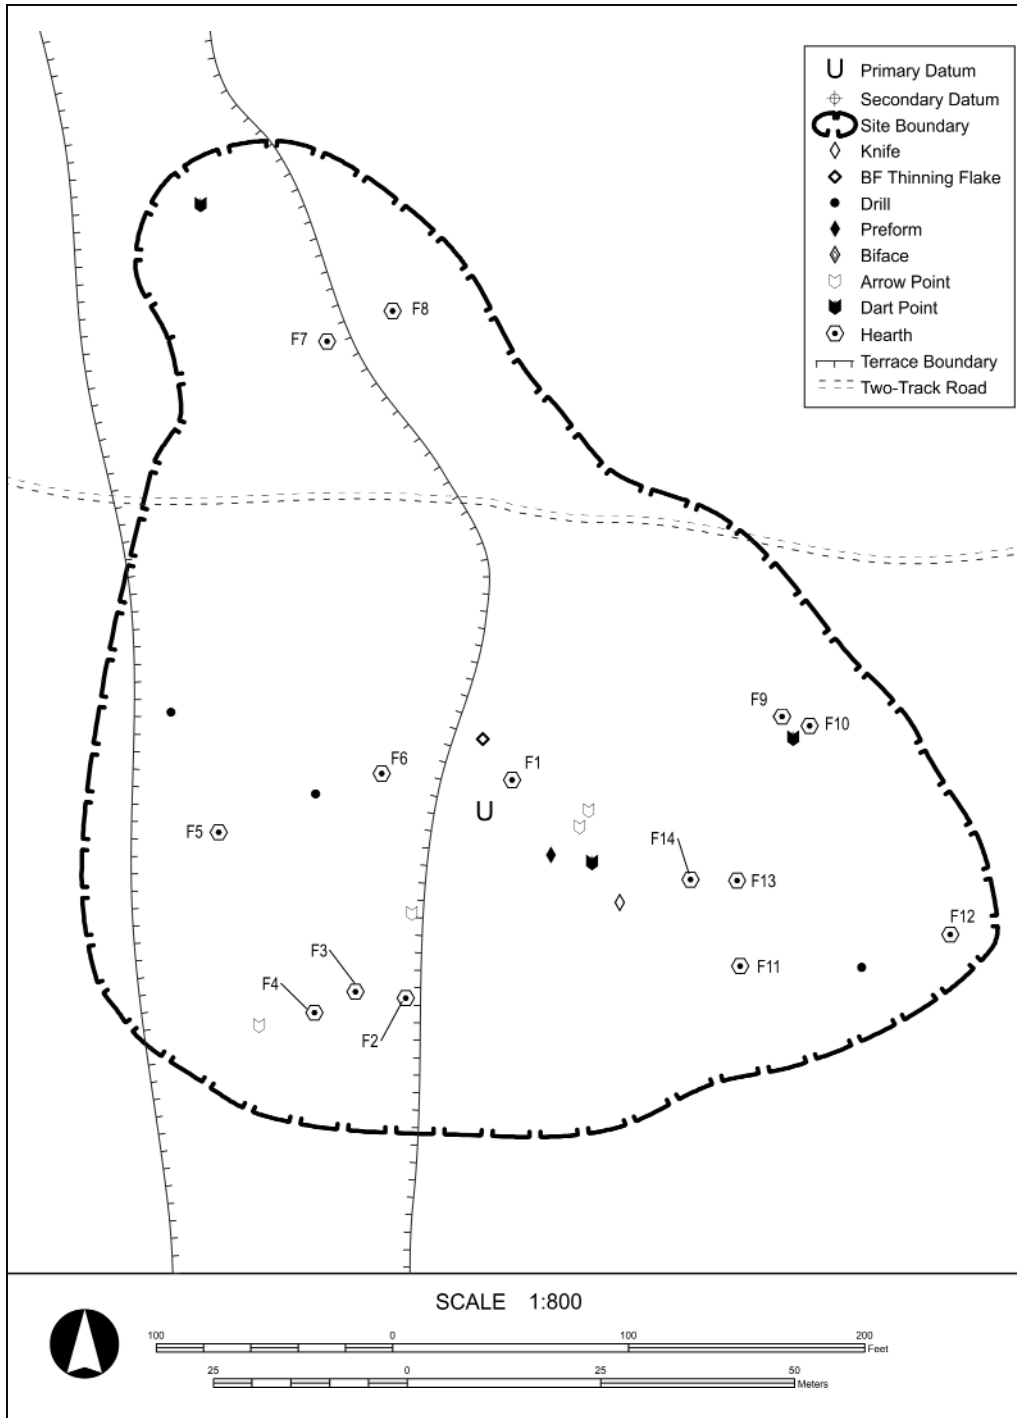 U Primary Datum
Secondary Datum
Site Boundary
Knife
BF Thinning Flake
Drill
Preform
Biface
Arrow Point
Dart Point
Hearth
Terrace Boundary
Two-Track Road
F8
F7
F9
F10
F6
F1
U
F5
F14
F13
F12
F3
F11
F4
F2
SCALE 1:800
100 0 100 200
Feet
25 0 25 50
Meters